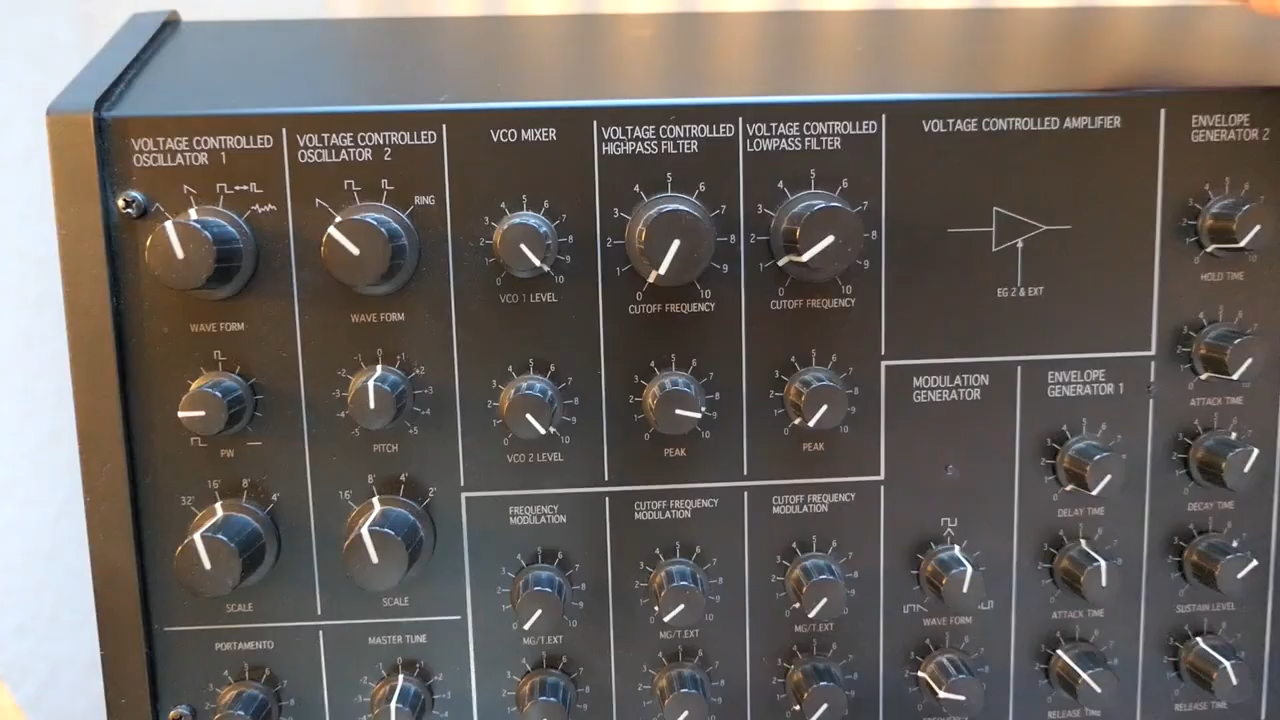 VOLTAGE CONTROLLED
OSCILLATOR 1
VOLTAGE CONTROLLED
OSCILLATOR 2
VCO MIXER
VOLTAGE CONTROLLED
HIGHPASS FILTER
VOLTAGE CONTROLLED
LOWPASS FILTER
VOLTAGE CONTROLLED AMPLIFIER
ENVELOPE
GENERATOR 2
RING
WAVE FORM
WAVE FORM
VCO 1 LEVEL
CUTOFF FREQUENCY
CUTOFF FREQUENCY
EG 2 & EXT
HOLD TIME
PW
PITCH
VCO 2 LEVEL
PEAK
PEAK
MODULATION
GENERATOR
ENVELOPE
GENERATOR 1
ATTACK TIME
32' 16' 8' 4'
SCALE
16' 8' 4' 2'
SCALE
FREQUENCY
MODULATION
CUTOFF FREQUENCY
MODULATION
CUTOFF FREQUENCY
MODULATION
DELAY TIME
DECAY TIME
MG/T.EXT
MG/T.EXT
MG/T.EXT
WAVE FORM
ATTACK TIME
SUSTAIN LEVEL
PORTAMENTO
MASTER TUNE
FREQUENCY
RELEASE TIME
RELEASE TIME